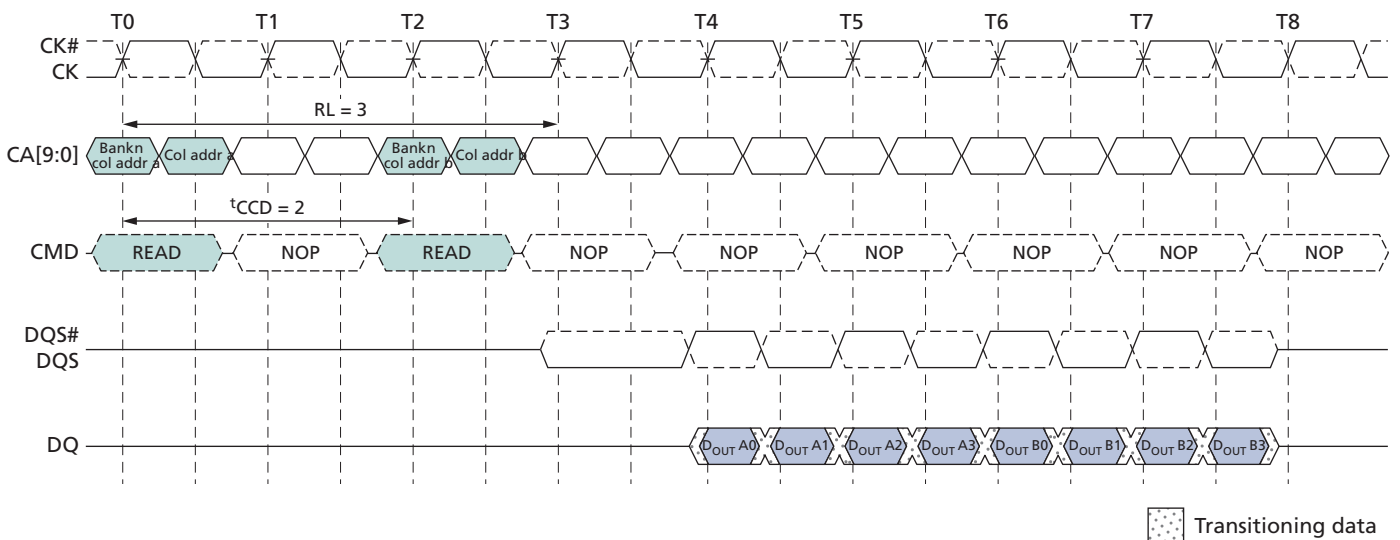 T0 T1 T2 T3 T4 T5 T6 T7 T8
CK#
CK
RL = 3
CA[9:0]
Bankn
col addr a
Col addr a
Bankn
col addr b
Col addr b
tCCD = 2
CMD READ NOP READ NOP NOP NOP NOP NOP NOP
DQS#
DQS
DQ DOUT A0 DOUT A1 DOUT A2 DOUT A3 DOUT B0 DOUT B1 DOUT B2 DOUT B3
Transitioning data